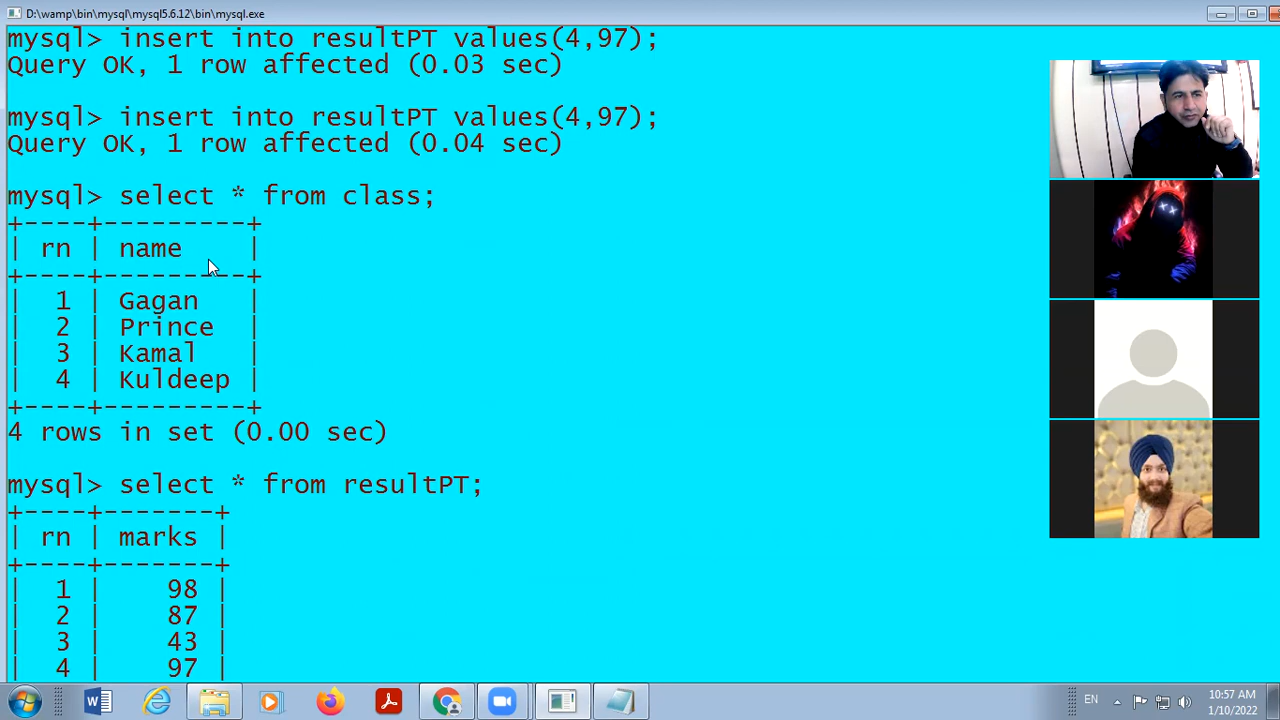 D:\wamp\bin\mysql\mysql5.6.12\bin\mysql.exe
mysql> insert into resultPT values(4,97);
Query OK, 1 row affected (0.03 sec)
mysql> insert into resultPT values(4,97);
Query OK, 1 row affected (0.04 sec)
mysql> select * from class;
+----+---------+
| rn | name    |
+----+---------+
|  1 | Gagan   |
|  2 | Prince  |
|  3 | Kamal   |
|  4 | Kuldeep |
+----+---------+
4 rows in set (0.00 sec)
mysql> select * from resultPT;
+----+-------+
| rn | marks |
+----+-------+
|  1 |    98 |
|  2 |    87 |
|  3 |    43 |
|  4 |    97 |
EN
10:57 AM
1/10/2022